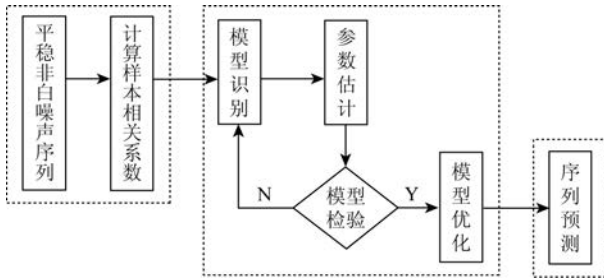 平稳非白噪声序列
计算样本相关系数
模型识别
参数估计
模型
检验
N
Y
模型优化
序列预测